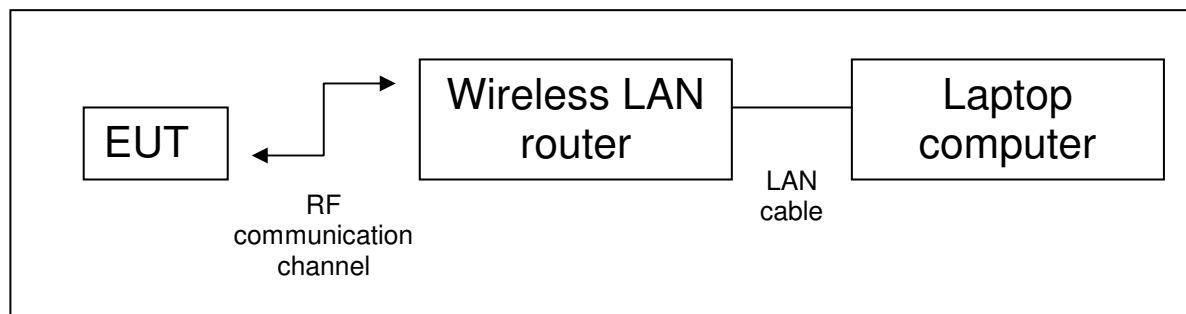 EUT
RF
communication
channel
Wireless LAN
router
LAN
cable
Laptop
computer